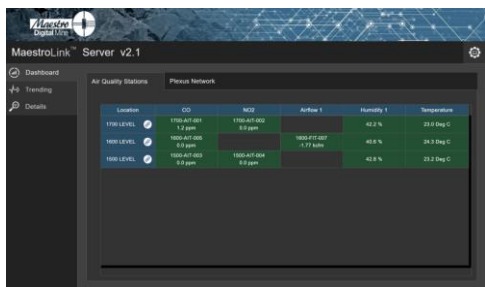 Maestro
Digital Mine
MaestroLink™ Server v2.1
Dashboard
Trending
Details
Air Quality Stations
Plexus Network
Location CO NO2 Airflow 1 Humidity 1 Temperature
1700 LEVEL 1700-AIT-001 1.2 ppm 1700-AIT-002 0.0 ppm 42.2 % 23.0 Deg C
1600 LEVEL 1600-AIT-005 0.0 ppm 1600-FIT-007 -1.77 kcfm 40.6 % 24.3 Deg C
1500 LEVEL 1500-AIT-003 0.0 ppm 1500-AIT-004 0.0 ppm 42.8 % 23.2 Deg C